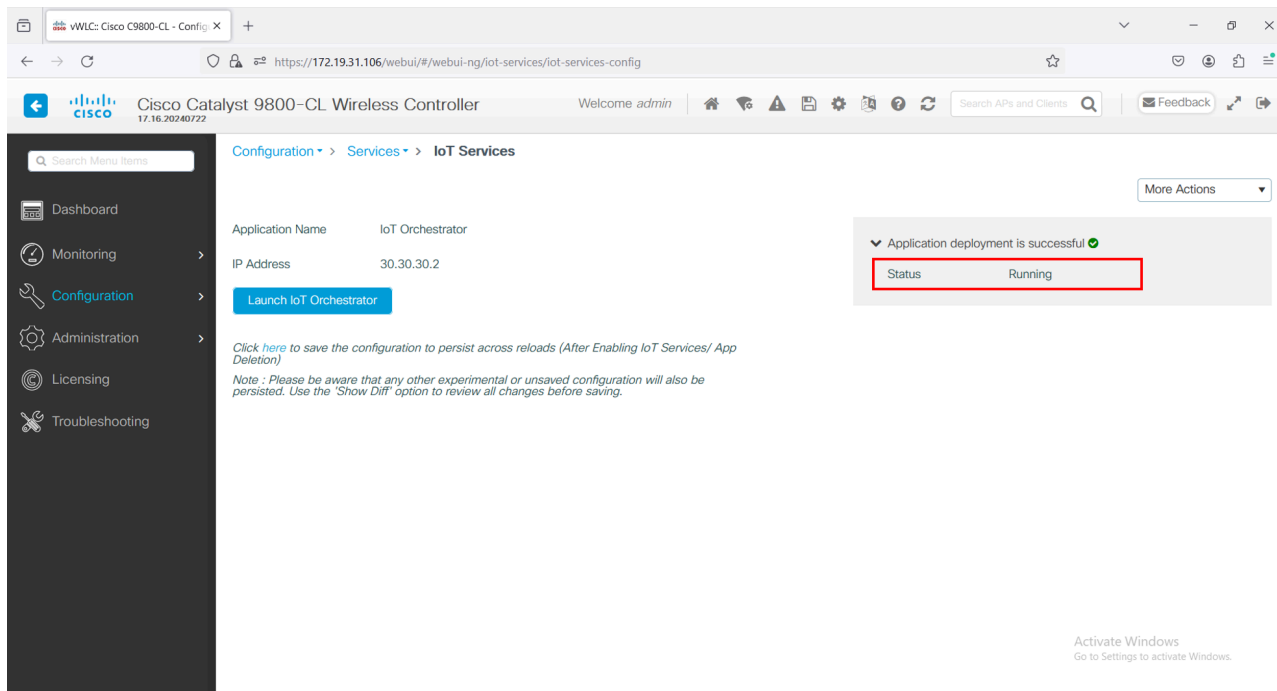 vWLC:: Cisco C9800-CL - Config
https://172.19.31.106/webui/#/webui-ng/iot-services/iot-services-config
CISCO
Cisco Catalyst 9800-CL Wireless Controller
17.16.20240722
Welcome admin
Search APs and Clients
Feedback
Search Menu Items
Dashboard
Monitoring
Configuration
Administration
Licensing
Troubleshooting
Configuration > Services > IoT Services
More Actions
Application Name IoT Orchestrator
IP Address 30.30.30.2
Launch IoT Orchestrator
Click here to save the configuration to persist across reloads (After Enabling IoT Services/ App
Deletion)
Note : Please be aware that any other experimental or unsaved configuration will also be
persisted. Use the 'Show Diff' option to review all changes before saving.
Application deployment is successful
Status Running
Activate Windows
Go to Settings to activate Windows.